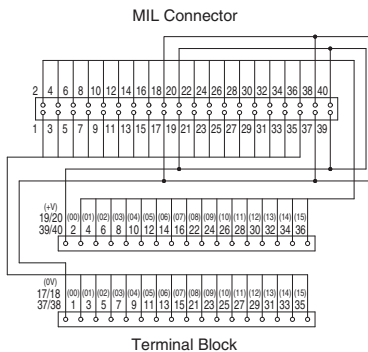 MIL Connector
2 4 6 8 10 12 14 16 18 20 22 24 26 28 30 32 34 36 38 40
1 3 5 7 9 11 13 15 17 19 21 23 25 27 29 31 33 35 37 39
(+V)
19/20 (00) (01) (02) (03) (04) (05) (06) (07) (08) (09) (10) (11) (12) (13) (14) (15)
39/40 2 4 6 8 10 12 14 16 22 24 26 28 30 32 34 36
(0V)
17/18 (00) (01) (02) (03) (04) (05) (06) (07) (08) (09) (10) (11) (12) (13) (14) (15)
37/38 1 3 5 7 9 11 13 15 21 23 25 27 29 31 33 35
Terminal Block